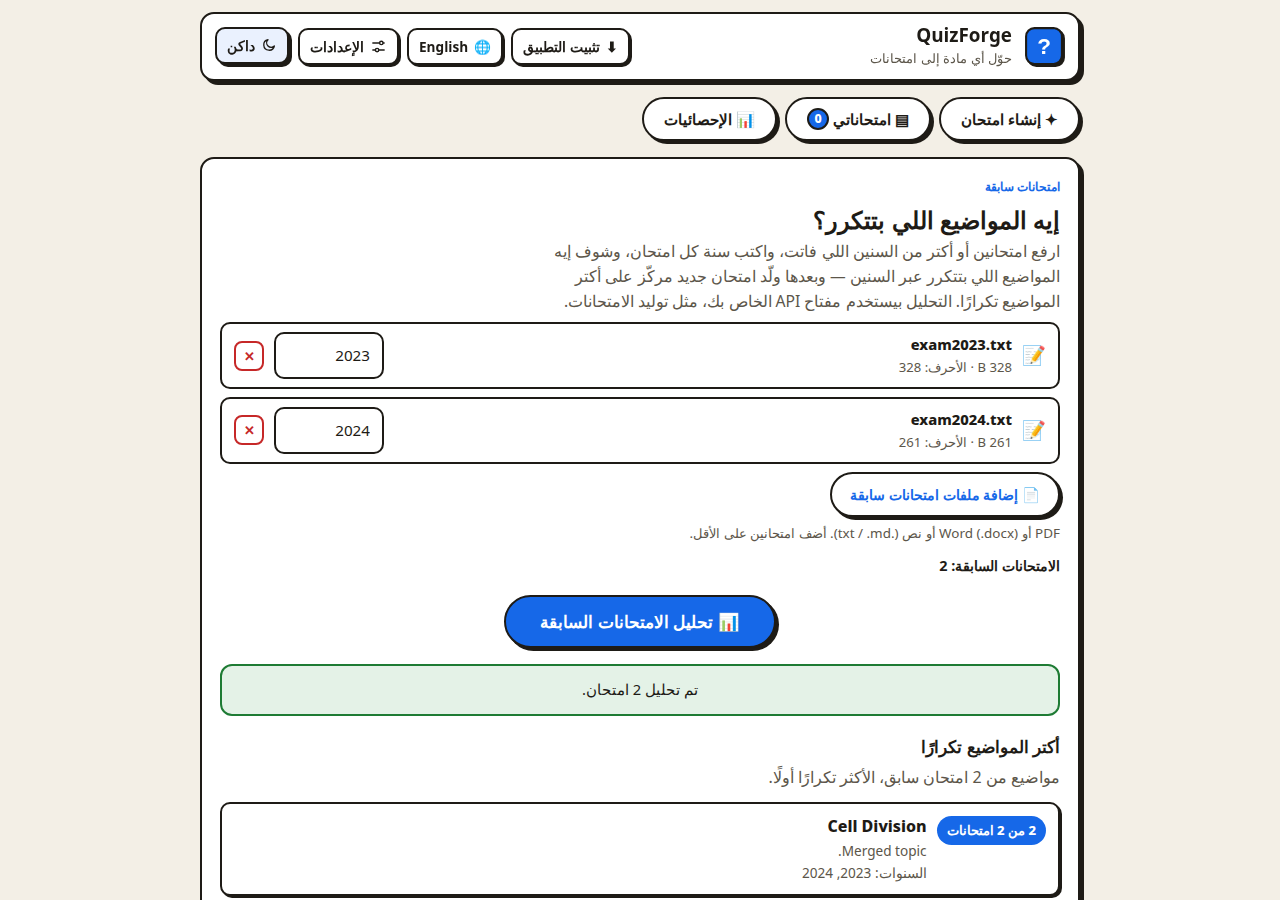 QuizForge
حوّل أي مادة إلى امتحانات
تثبيت التطبيق
English
الإعدادات
داكن
إنشاء امتحان
امتحاناتي 0
الإحصائيات
امتحانات سابقة
إيه المواضيع اللي بتتكرر؟
ارفع امتحانين أو أكتر من السنين اللي فاتت، واكتب سنة كل امتحان، وشوف إيه
المواضيع اللي بتتكرر عبر السنين — وبعدها ولّد امتحان جديد مركّز على أكتر
المواضيع تكرارًا. التحليل بيستخدم مفتاح API الخاص بك، مثل توليد الامتحانات.
exam2023.txt
328 B · الأحرف: 328
2023
exam2024.txt
261 B · الأحرف: 261
2024
إضافة ملفات امتحانات سابقة
PDF أو Word (.docx) أو نص (.txt / .md). أضف امتحانين على الأقل.
الامتحانات السابقة: 2
تحليل الامتحانات السابقة
تم تحليل 2 امتحان.
أكتر المواضيع تكرارًا
مواضيع من 2 امتحان سابق، الأكثر تكرارًا أولًا.
2 من 2 امتحانات
Cell Division
Merged topic.
السنوات: 2023, 2024